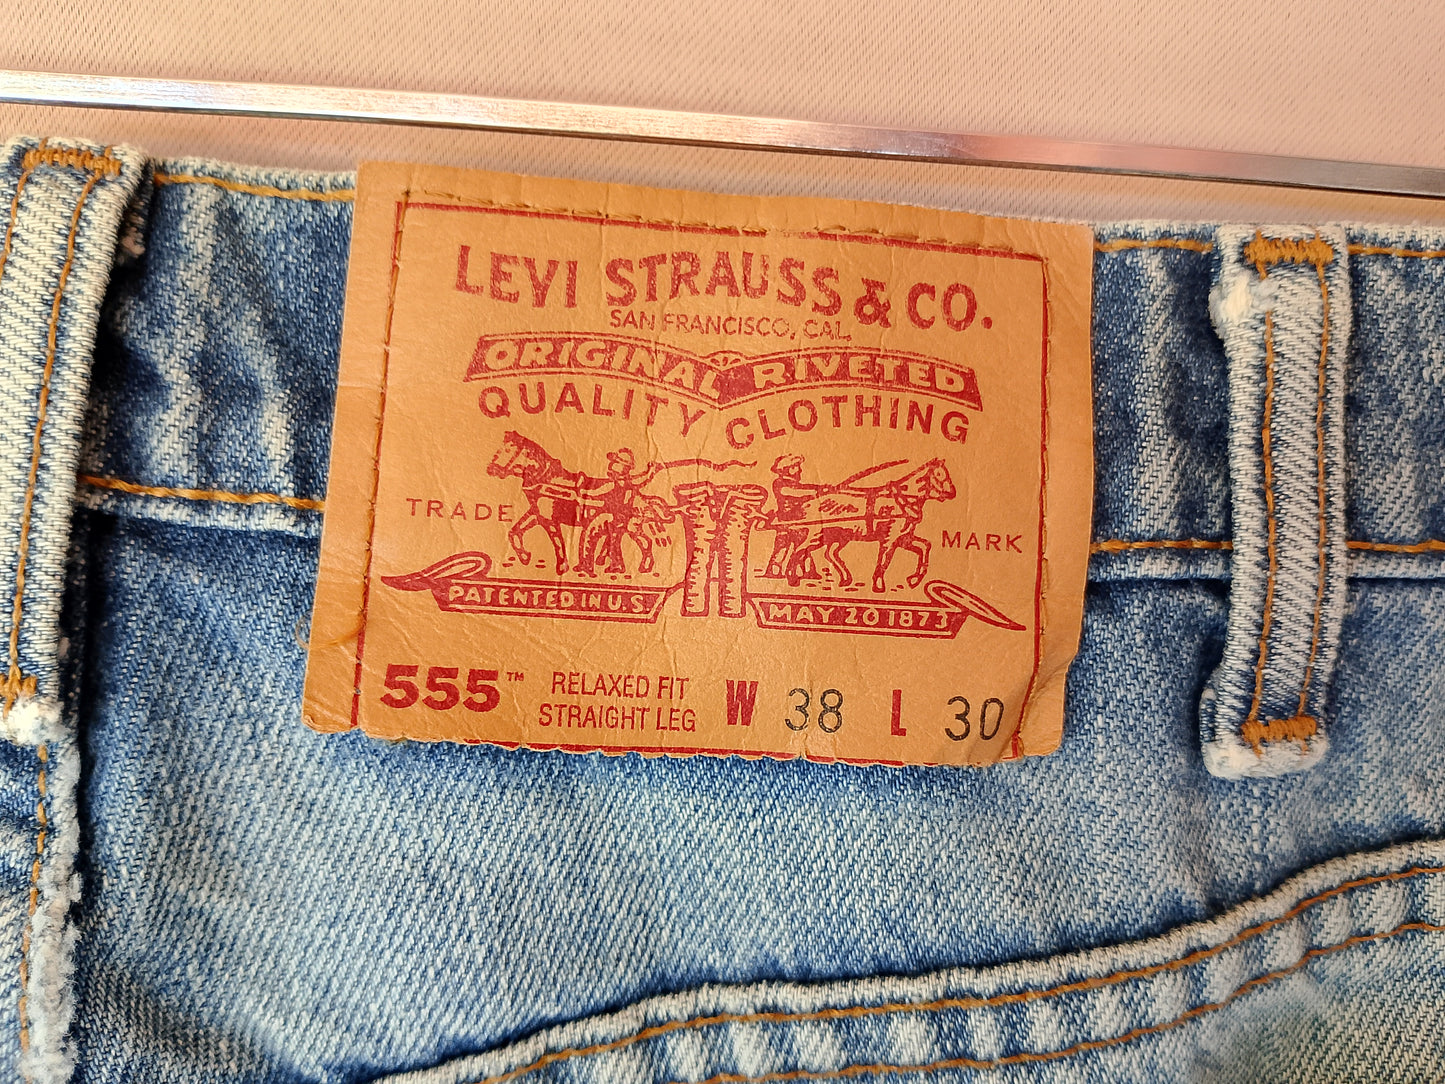 LEVI STRAUSS & CO.
SAN FRANCISCO, CAL.
ORIGINAL RIVETED
QUALITY CLOTHING
TRADE MARK
PATENTED IN U.S. MAY 20 1873
555™ RELAXED FIT
STRAIGHT LEG W 38 L 30